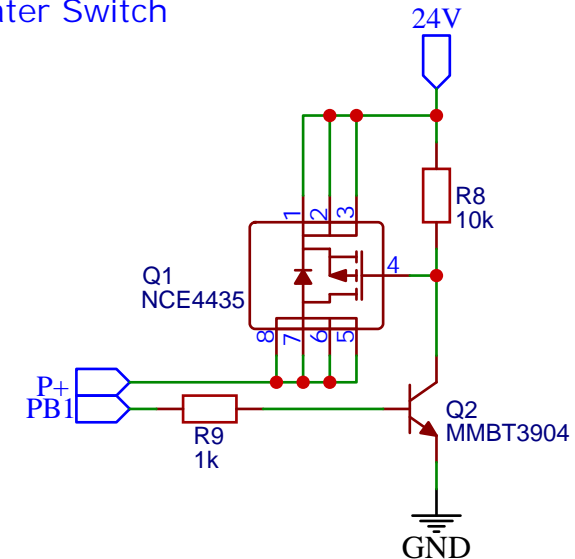 ater Switch
24V
1
2
3
R8
10k
4
Q1
NCE4435
8
7
6
5
P+
PB1
R9
1k
Q2
MMBT3904
GND